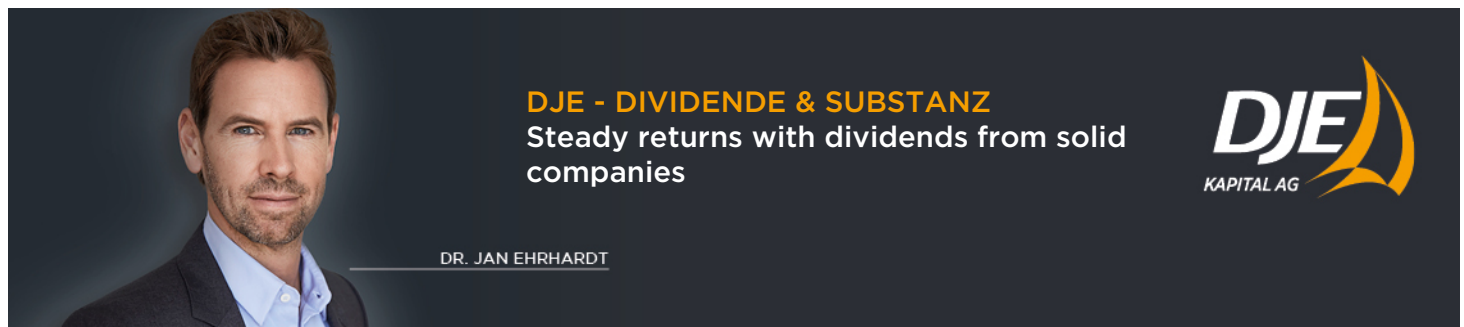 DJE - DIVIDENDE & SUBSTANZ
Steady returns with dividends from solid
companies
DR. JAN EHRHARDT
DJE
KAPITAL AG